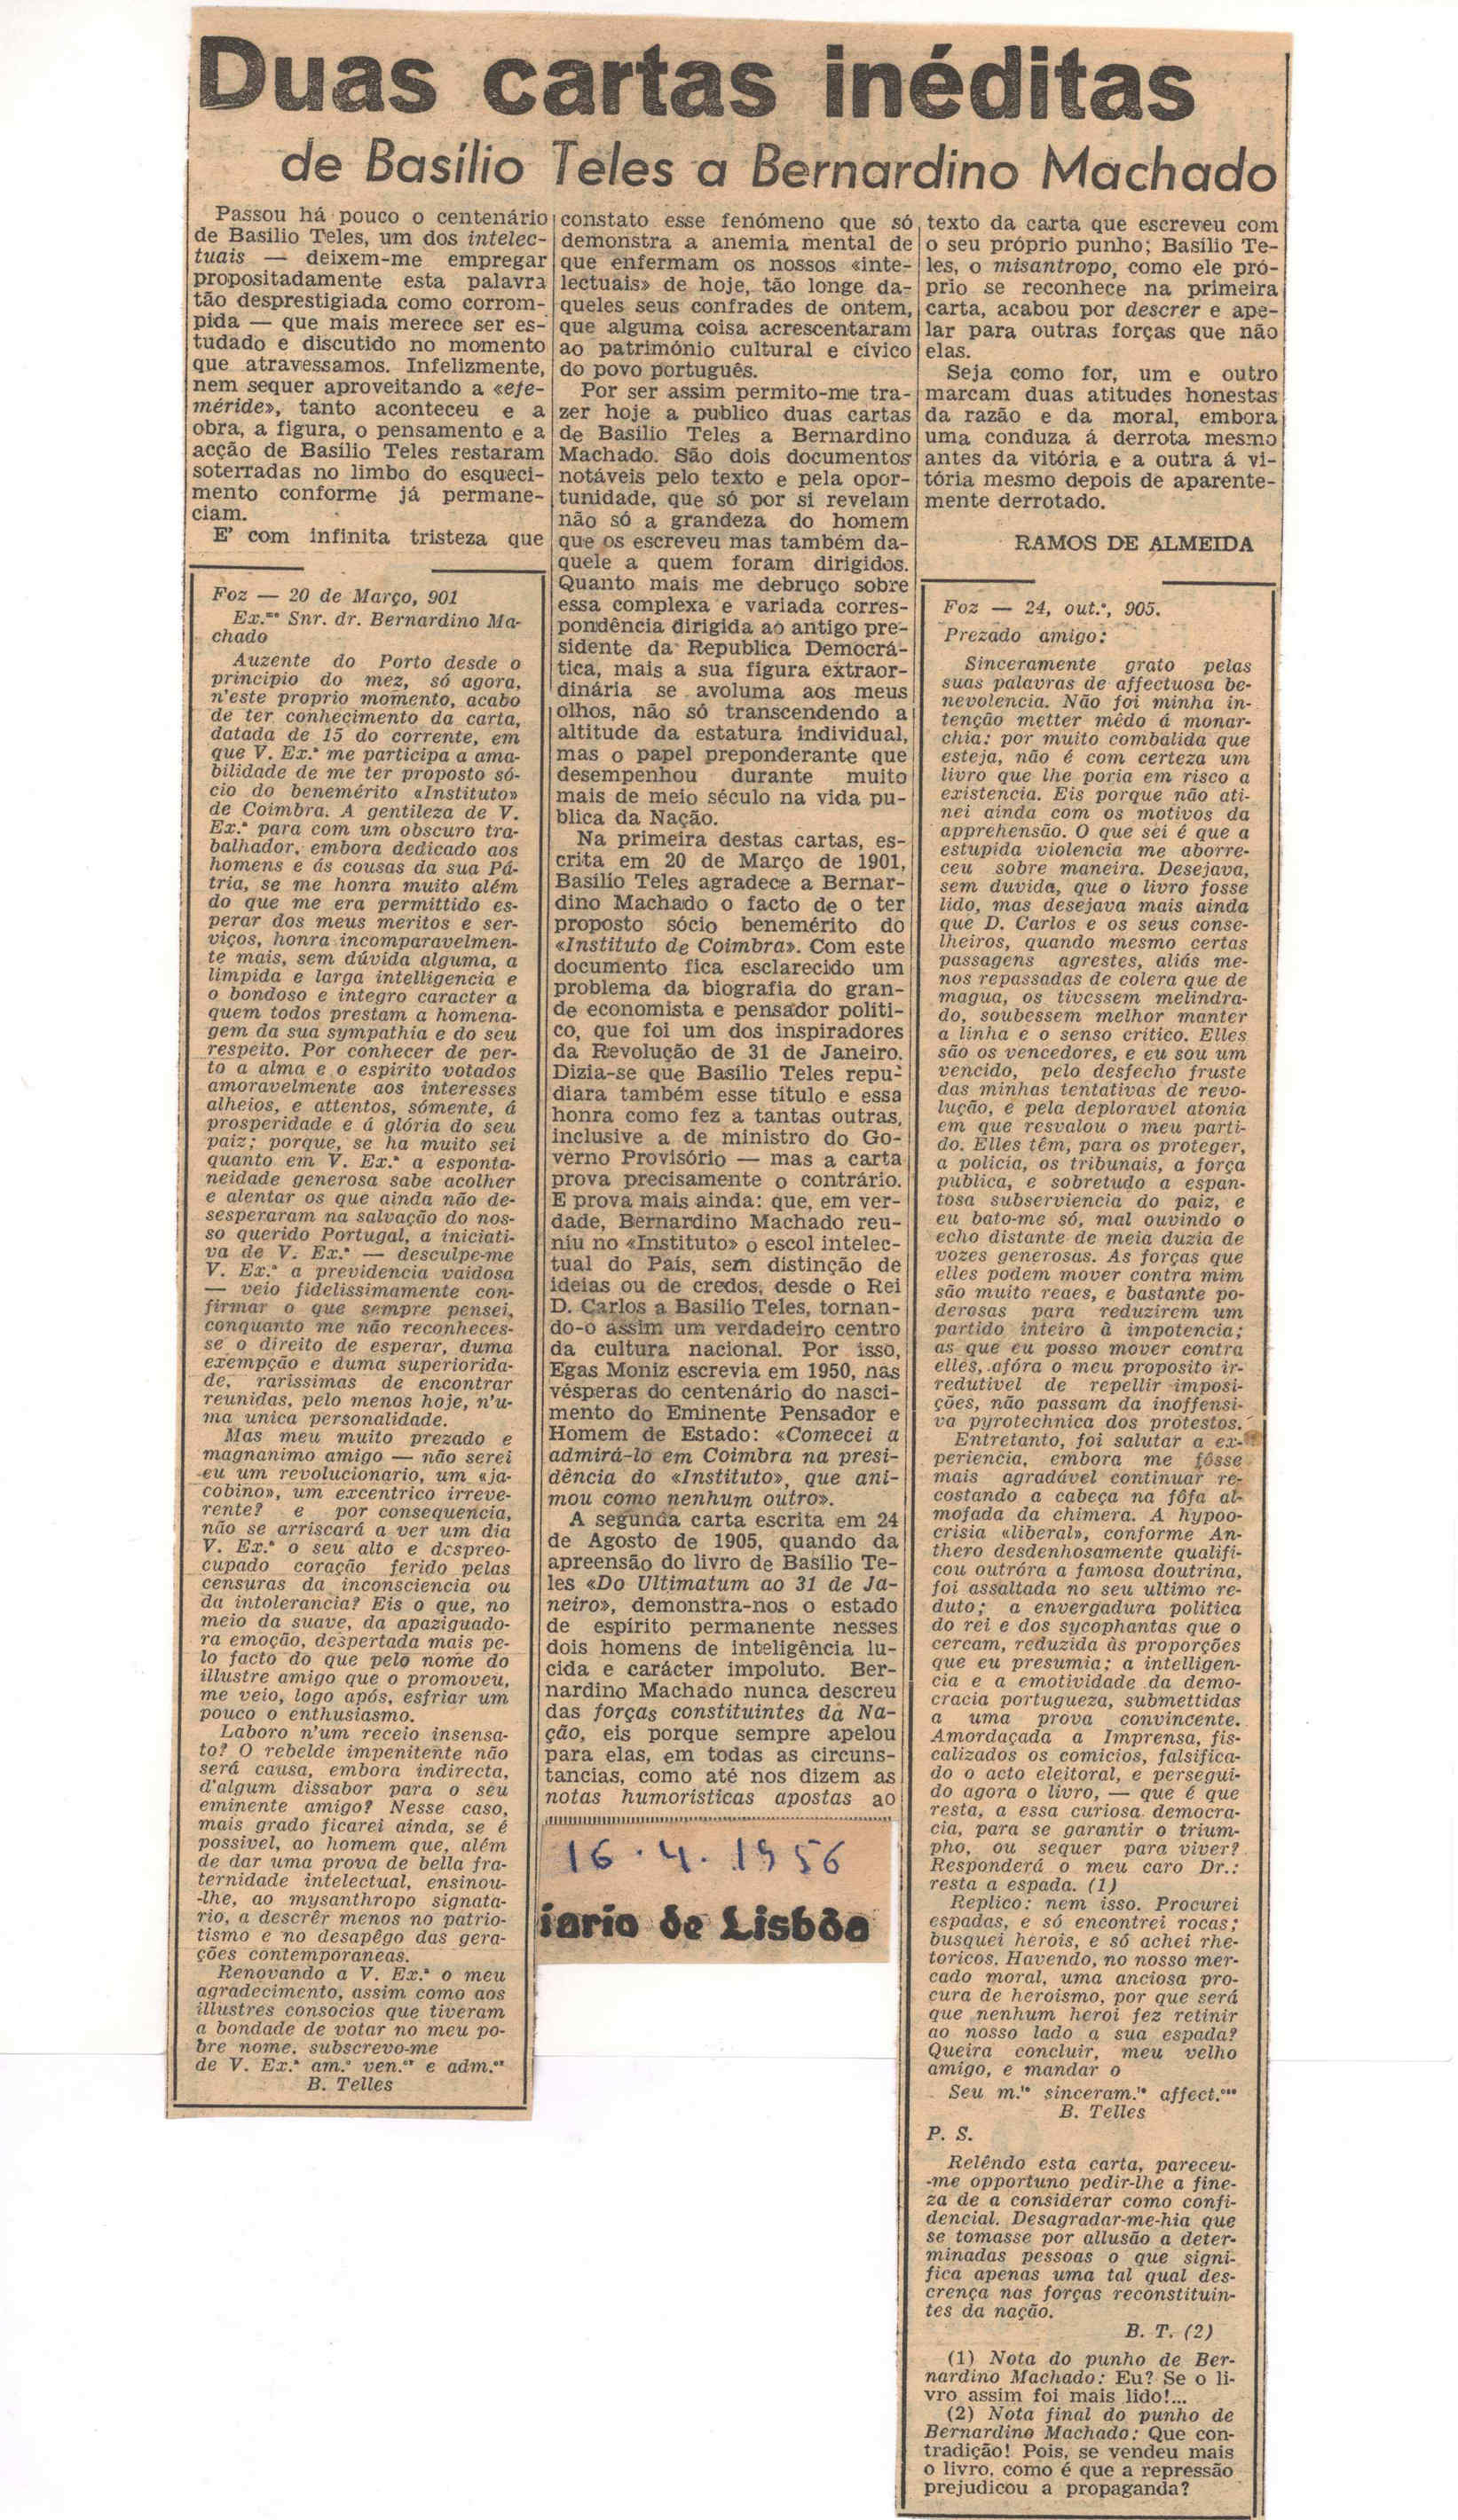 Duas cartas inéditas
de Basílio Teles a Bernardino Machado
Passou há pouco o centenário
de Basilio Teles, um dos intelec-
tuais — deixem-me empregar
propositadamente esta palavra
tão desprestigiada como corrom-
pida — que mais merece ser es-
tudado e discutido no momento
que atravessamos. Infelizmente,
nem sequer aproveitando a «efe-
méride», tanto aconteceu e a
obra, a figura, o pensamento e a
acção de Basílio Teles restaram
soterradas no limbo do esqueci-
mento conforme já permane-
ciam.
E' com infinita tristeza que
constato esse fenómeno que só
demonstra a anemia mental de
que enfermam os nossos «inte-
lectuais» de hoje, tão longe da-
queles seus confrades de ontem,
que alguma coisa acrescentaram
ao património cultural e cívico
do povo português.
Por ser assim permito-me tra-
zer hoje a publico duas cartas
de Basílio Teles a Bernardino
Machado. São dois documentos
notáveis pelo texto e pela opor-
tunidade, que só por si revelam
não só a grandeza do homem
que os escreveu mas também da-
quele a quem foram dirigidos.
Quanto mais me debruço sobre
essa complexa e variada corres-
pondência dirigida ao antigo pre-
sidente da Republica Democrá-
tica, mais a sua figura extraor-
dinária se avoluma aos meus
olhos, não só transcendendo a
altitude da estatura individual,
mas o papel preponderante que
desempenhou durante muito
mais de meio século na vida pu-
blica da Nação.
Na primeira destas cartas, es-
crita em 20 de Março de 1901,
Basílio Teles agradece a Bernar-
dino Machado o facto de o ter
proposto sócio benemérito do
«Instituto de Coimbra». Com este
documento fica esclarecido um
problema da biografia do gran-
de economista e pensador políti-
co, que foi um dos inspiradores
da Revolução de 31 de Janeiro.
Dizia-se que Basílio Teles repu-
diara também esse título e essa
honra como fez a tantas outras,
inclusive a de ministro do Go-
verno Provisório — mas a carta
prova precisamente o contrário.
E prova mais ainda: que, em ver-
dade, Bernardino Machado reu-
niu no «Instituto» o escol intelec-
tual do País, sem distinção de
ideias ou de credos, desde o Rei
D. Carlos a Basílio Teles, tornan-
do-o assim um verdadeiro centro
da cultura nacional. Por isso,
Egas Moniz escrevia em 1950, nas
vésperas do centenário do nasci-
mento do Eminente Pensador e
Homem de Estado: «Comecei a
admirá-lo em Coimbra na presi-
dência do «Instituto», que ani-
mou como nenhum outro».
A segunda carta escrita em 24
de Agosto de 1905, quando da
apreensão do livro de Basílio Te-
les «Do Ultimatum ao 31 de Ja-
neiro», demonstra-nos o estado
de espírito permanente nesses
dois homens de inteligência lu-
cida e carácter impoluto. Ber-
nardino Machado nunca descreu
das forças constituintes da Na-
ção, eis porque sempre apelou
para elas, em todas as circuns-
tancias, como até nos dizem as
notas humorísticas apostas ao
texto da carta que escreveu com
o seu próprio punho; Basílio Te-
les, o misantropo, como ele pró-
prio se reconhece na primeira
carta, acabou por descrer e ape-
lar para outras forças que não
elas.
Seja como for, um e outro
marcam duas atitudes honestas
da razão e da moral, embora
uma conduza á derrota mesmo
antes da vitória e a outra á vi-
tória mesmo depois de aparente-
mente derrotado.
RAMOS DE ALMEIDA
Foz — 20 de Março, 901
Ex.mo Snr. dr. Bernardino Ma-
chado
Auzente do Porto desde o
principio do mez, só agora,
n'este proprio momento, acabo
de ter conhecimento da carta,
datada de 15 do corrente, em
que V. Ex.ª me participa a ama-
bilidade de me ter proposto só-
cio do benemérito «Instituto»
de Coimbra. A gentileza de V.
Ex.ª para com um obscuro tra-
balhador, embora dedicado aos
homens e ás cousas da sua Pá-
tria, se me honra muito além
do que me era permittido es-
perar dos meus meritos e ser-
viços, honra incomparavelmen-
te mais, sem dúvida alguma, a
limpida e larga intelligencia e
o bondoso e integro caracter a
quem todos prestam a homena-
gem da sua sympathia e do seu
respeito. Por conhecer de per-
to a alma e o espirito votados
amoravelmente aos interesses
alheios, e attentos, sómente, á
prosperidade e á glória do seu
paiz; porque, se ha muito sei
quanto em V. Ex.ª a esponta-
neidade generosa sabe acolher
e alentar os que ainda não de-
sesperaram na salvação do nos-
so querido Portugal, a iniciati-
va de V. Ex.ª — desculpe-me
V. Ex.ª a previdencia vaidosa
— veio fidelissimamente con-
firmar o que sempre pensei,
conquanto me não reconheces-
se o direito de esperar, duma
exempção e duma superiorida-
de, rarissimas de encontrar
reunidas, pelo menos hoje, n'u-
ma unica personalidade.
Mas meu muito prezado e
magnanimo amigo — não serei
eu um revolucionario, um «ja-
cobino», um excentrico irreve-
rente? e por consequencia,
não se arriscará a ver um dia
V. Ex.ª o seu alto e despreo-
cupado coração ferido pelas
censuras da inconsciencia ou
da intolerancia? Eis o que, no
meio da suave, da apaziguado-
ra emoção, despertada mais pe-
lo facto do que pelo nome do
illustre amigo que o promoveu,
me veio, logo após, esfriar um
pouco o enthusiasmo.
Laboro n'um receio insensa-
to? O rebelde impenitente não
será causa, embora indirecta,
d'algum dissabor para o seu
eminente amigo? Nesse caso,
mais grado ficarei ainda, se é
possivel, ao homem que, além
de dar uma prova de bella fra-
ternidade intelectual, ensinou-
-lhe, ao mysanthropo signata-
rio, a descrêr menos no patrio-
tismo e no desapêgo das gera-
ções contemporaneas.
Renovando a V. Ex.ª o meu
agradecimento, assim como aos
illustres consocios que tiveram
a bondade de votar no meu po-
bre nome, subscrevo-me
de V. Ex.ª am.º ven.or e adm.or
B. Telles
16.4.1956
iario de Lisbôa
Foz — 24, out.º, 905.
Prezado amigo:
Sinceramente grato pelas
suas palavras de affectuosa be-
nevolencia. Não foi minha in-
tenção metter mêdo á monar-
chia: por muito combalida que
esteja, não é com certeza um
livro que lhe poria em risco a
existencia. Eis porque não ati-
nei ainda com os motivos da
apprehensão. O que sei é que a
estupida violencia me aborre-
ceu sobre maneira. Desejava,
sem duvida, que o livro fosse
lido, mas desejava mais ainda
que D. Carlos e os seus conse-
lheiros, quando mesmo certas
passagens agrestes, aliás me-
nos repassadas de colera que de
magua, os tivessem melindra-
do, soubessem melhor manter
a linha e o senso critico. Elles
são os vencedores, e eu sou um
vencido, pelo desfecho fruste
das minhas tentativas de revo-
lução, e pela deploravel atonia
em que resvalou o meu parti-
do. Elles têm, para os proteger,
a policia, os tribunais, a força
publica, e sobretudo a espan-
tosa subserviencia do paiz, e
eu bato-me só, mal ouvindo o
echo distante de meia duzia de
vozes generosas. As forças que
elles podem mover contra mim
são muito reaes, e bastante po-
derosas para reduzirem um
partido inteiro à impotencia;
as que eu posso mover contra
elles, afóra o meu proposito ir-
redutivel de repellir imposi-
ções, não passam da inoffensi-
va pyrotechnica dos protestos.
Entretanto, foi salutar a ex-
periencia, embora me fôsse
mais agradável continuar re-
costando a cabeça na fôfa al-
mofada da chimera. A hypoo-
crisia «liberal», conforme An-
thero desdenhosamente qualifi-
cou outróra a famosa doutrina,
foi assaltada no seu ultimo re-
duto; a envergadura politica
do rei e dos sycophantas que o
cercam, reduzida às proporções
que eu presumia; a intelligen-
cia e a emotividade da demo-
cracia portugueza, submettidas
a uma prova convincente.
Amordaçada a Imprensa, fis-
calizados os comicios, falsifica-
do o acto eleitoral, e persegui-
do agora o livro, — que é que
resta, a essa curiosa democra-
cia, para se garantir o trium-
pho, ou sequer para viver?
Responderá o meu caro Dr.:
resta a espada. (1)
Replico: nem isso. Procurei
espadas, e só encontrei rocas;
busquei herois, e só achei rhe-
toricos. Havendo, no nosso mer-
cado moral, uma anciosa pro-
cura de heroismo, por que será
que nenhum heroi fez retinir
ao nosso lado a sua espada?
Queira concluir, meu velho
amigo, e mandar o
Seu m.to sinceram.te affect.oso
B. Telles
P. S.
Relêndo esta carta, pareceu-
-me opportuno pedir-lhe a fine-
za de a considerar como confi-
dencial. Desagradar-me-hia que
se tomasse por allusão a deter-
minadas pessoas o que signi-
fica apenas uma tal qual des-
crença nas forças reconstituin-
tes da nação.
B. T. (2)
(1) Nota do punho de Ber-
nardino Machado: Eu? Se o li-
vro assim foi mais lido!...
(2) Nota final do punho de
Bernardino Machado: Que con-
tradição! Pois, se vendeu mais
o livro, como é que a repressão
prejudicou a propaganda?